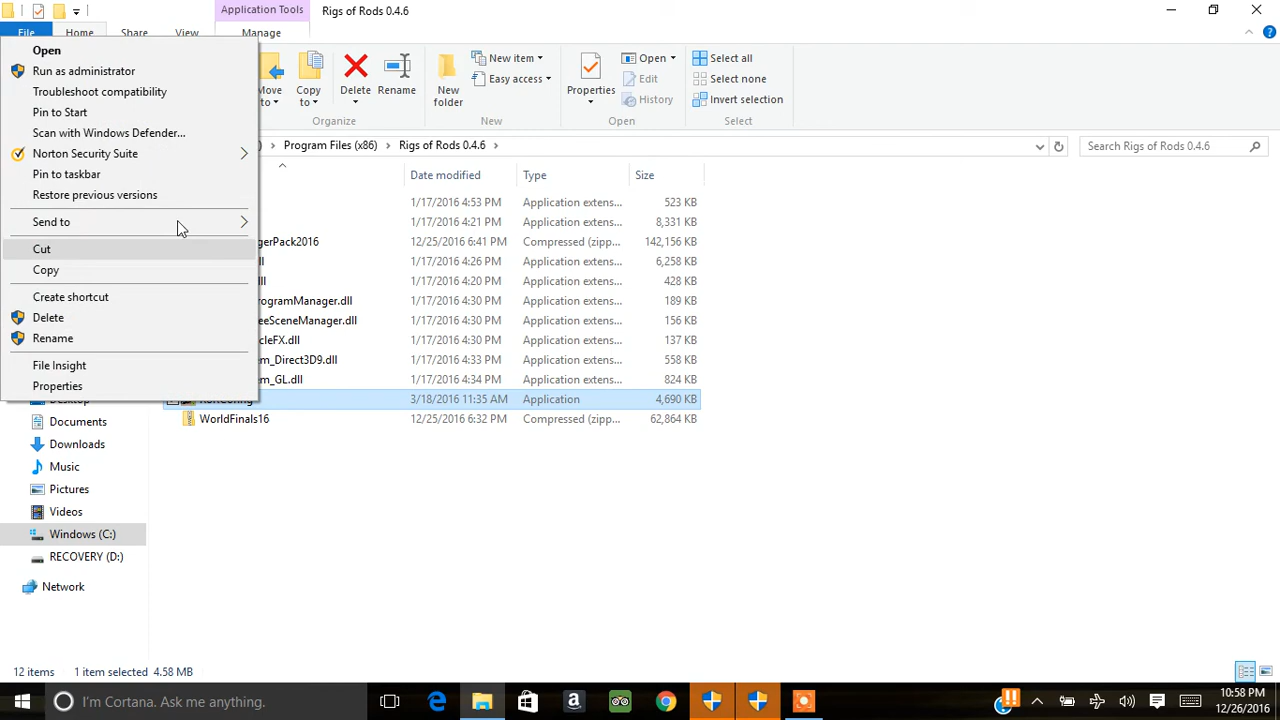 Application Tools
Rigs of Rods 0.4.6
File Home Share View Manage
Open
Run as administrator
Troubleshoot compatibility
Pin to Start
Scan with Windows Defender...
Norton Security Suite
Pin to taskbar
Restore previous versions
Send to
Cut
Copy
Create shortcut
Delete
Rename
File Insight
Properties
Move to
Copy to
Delete
Rename
Organize
New folder
New item
Easy access
New
Properties
Open
Edit
History
Open
Select all
Select none
Invert selection
Select
Program Files (x86) Rigs of Rods 0.4.6
Search Rigs of Rods 0.4.6
Date modified Type Size
1/17/2016 4:53 PM Application extens... 523 KB
1/17/2016 4:21 PM Application extens... 8,331 KB
gerPack2016 12/25/2016 6:41 PM Compressed (zipp... 142,156 KB
ll 1/17/2016 4:26 PM Application extens... 6,258 KB
ll 1/17/2016 4:30 PM Application extens... 428 KB
rogramManager.dll 1/17/2016 4:30 PM Application extens... 189 KB
eeSceneManager.dll 1/17/2016 4:30 PM Application extens... 156 KB
cleFX.dll 1/17/2016 4:30 PM Application extens... 137 KB
em_Direct3D9.dll 1/17/2016 4:33 PM Application extens... 558 KB
em_GL.dll 1/17/2016 4:34 PM Application extens... 824 KB
3/18/2016 11:35 AM Application 4,690 KB
WorldFinals16 12/25/2016 6:32 PM Compressed (zipp... 62,864 KB
Desktop
Documents
Downloads
Music
Pictures
Videos
Windows (C:)
RECOVERY (D:)
Network
12 items 1 item selected 4.58 MB
I'm Cortana. Ask me anything.
10:58 PM
12/26/2016